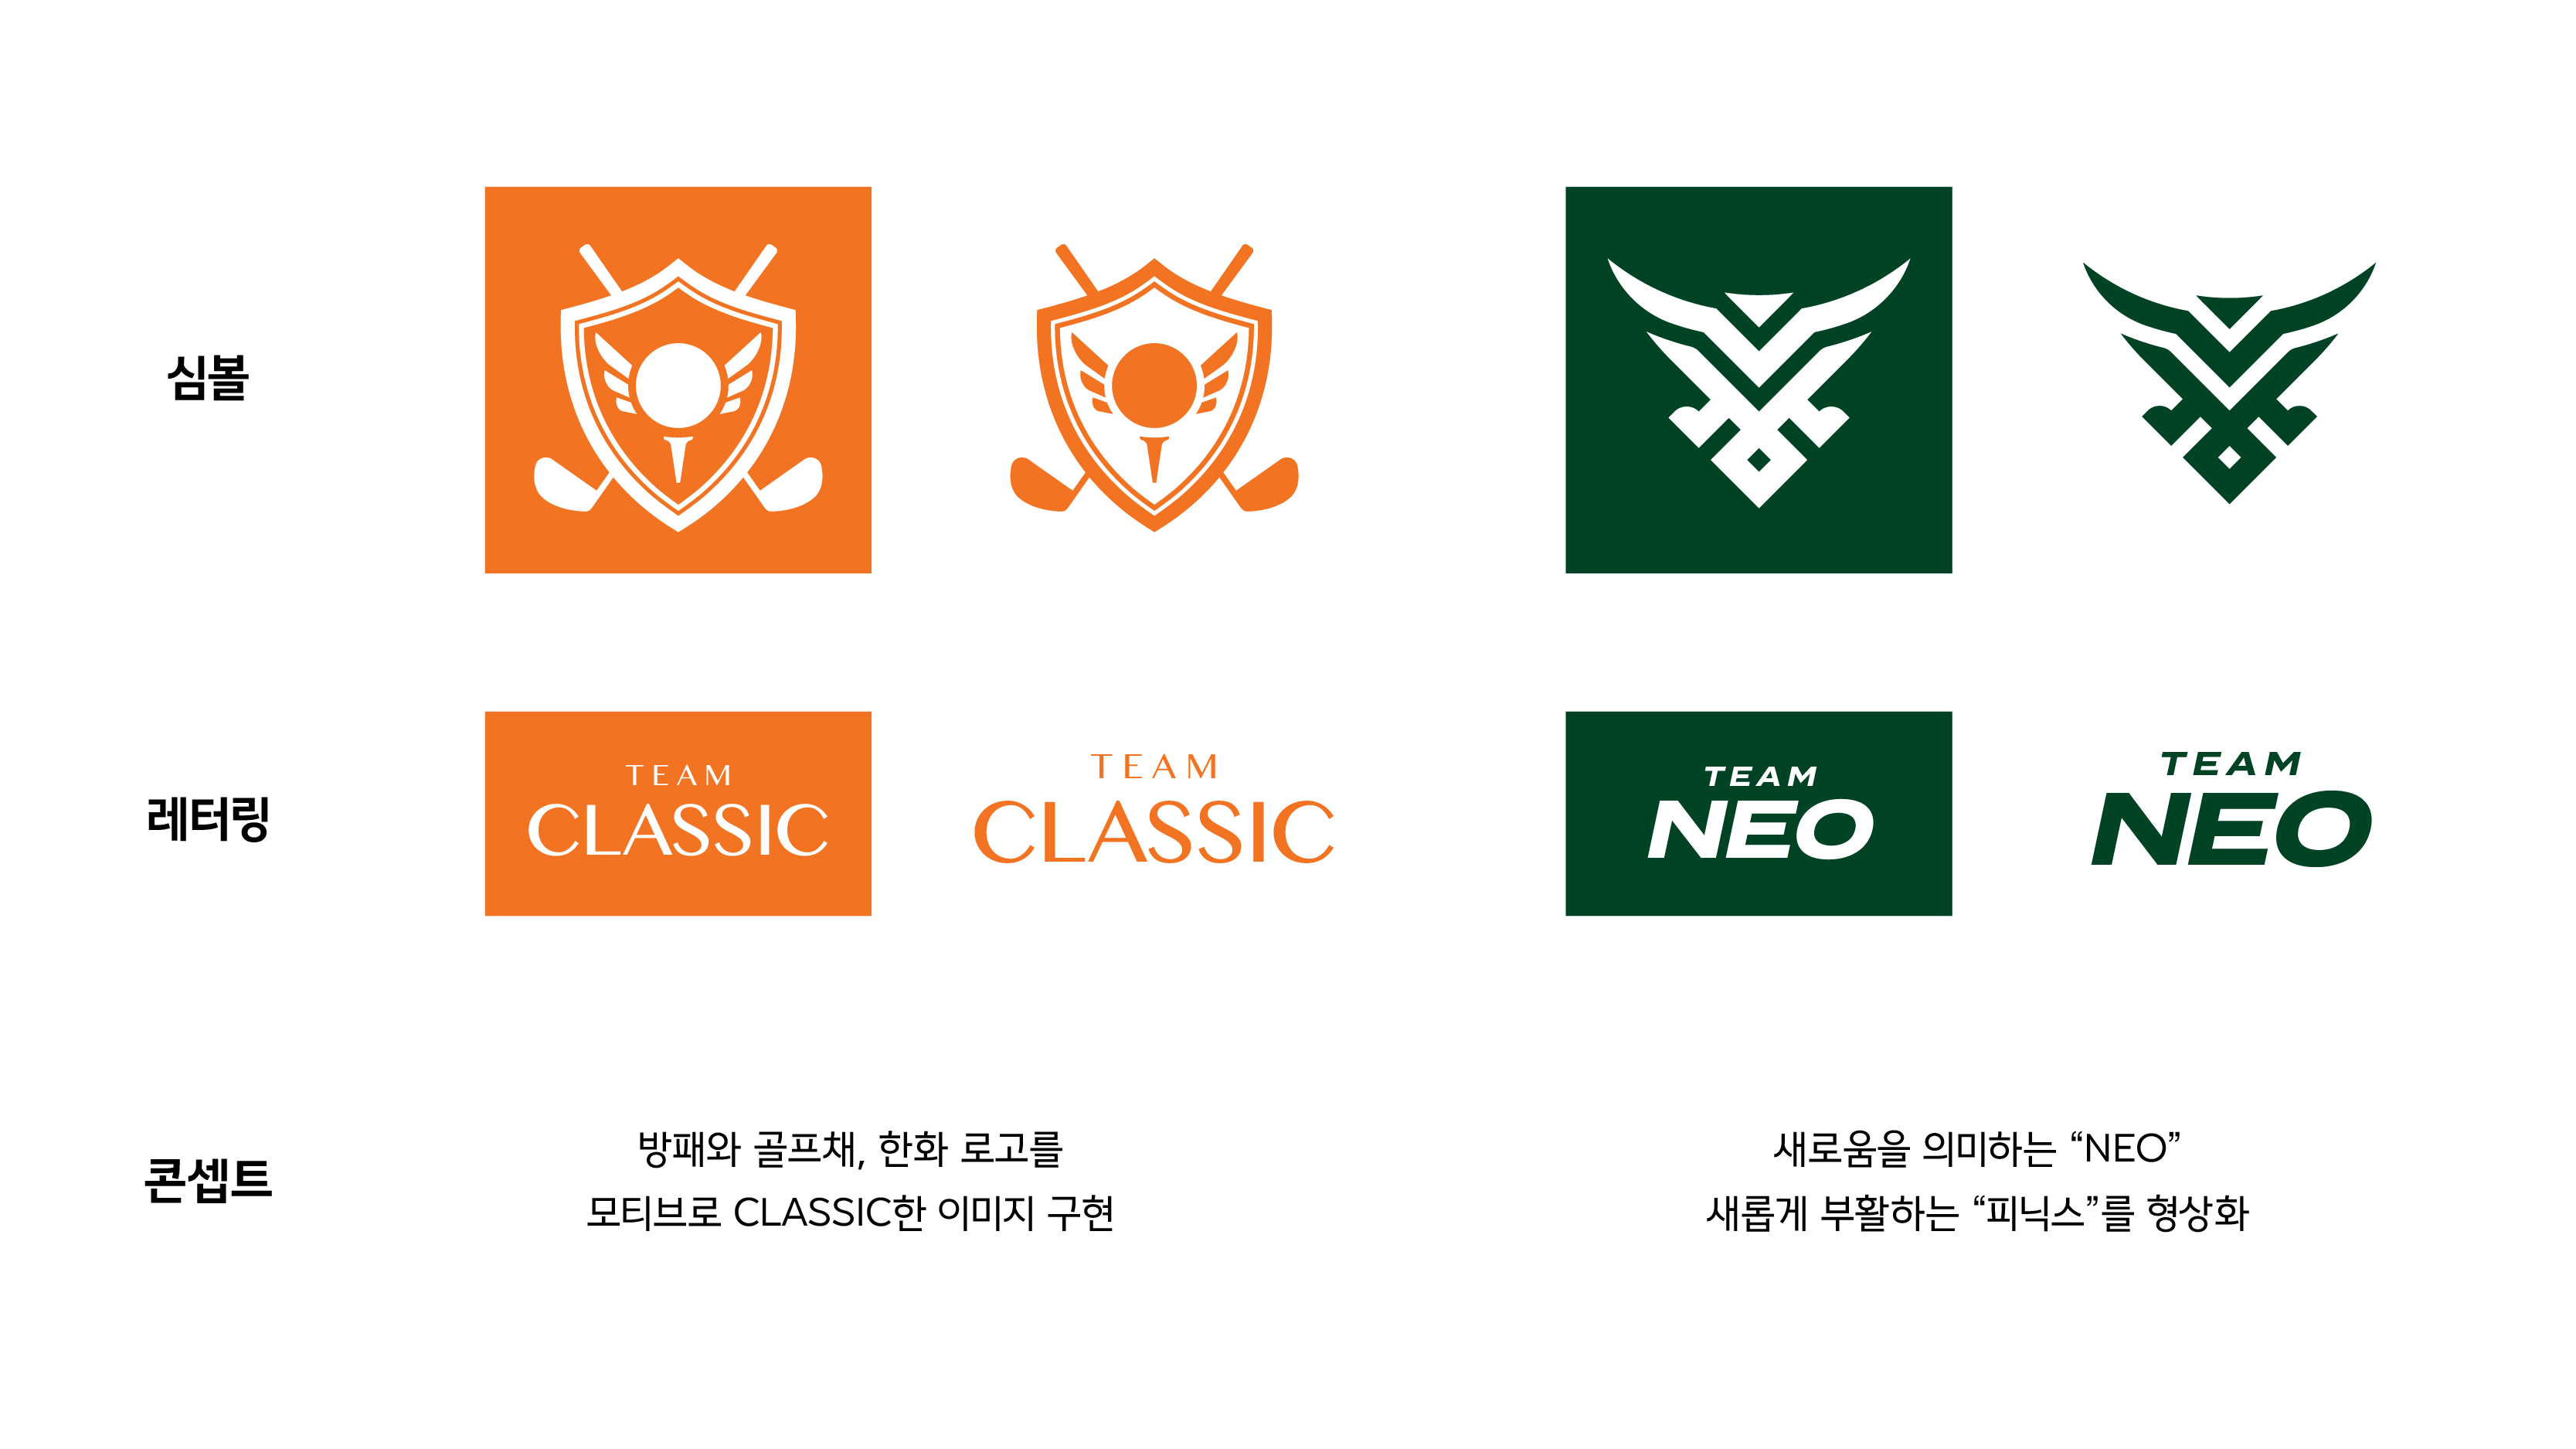 심볼
레터링
TEAM
CLASSIC
TEAM
CLASSIC
TEAM
NEO
TEAM
NEO
콘셉트
방패와 골프채, 한화 로고를
모티브로 CLASSIC한 이미지 구현
새로움을 의미하는 “NEO”
새롭게 부활하는 “피닉스”를 형상화